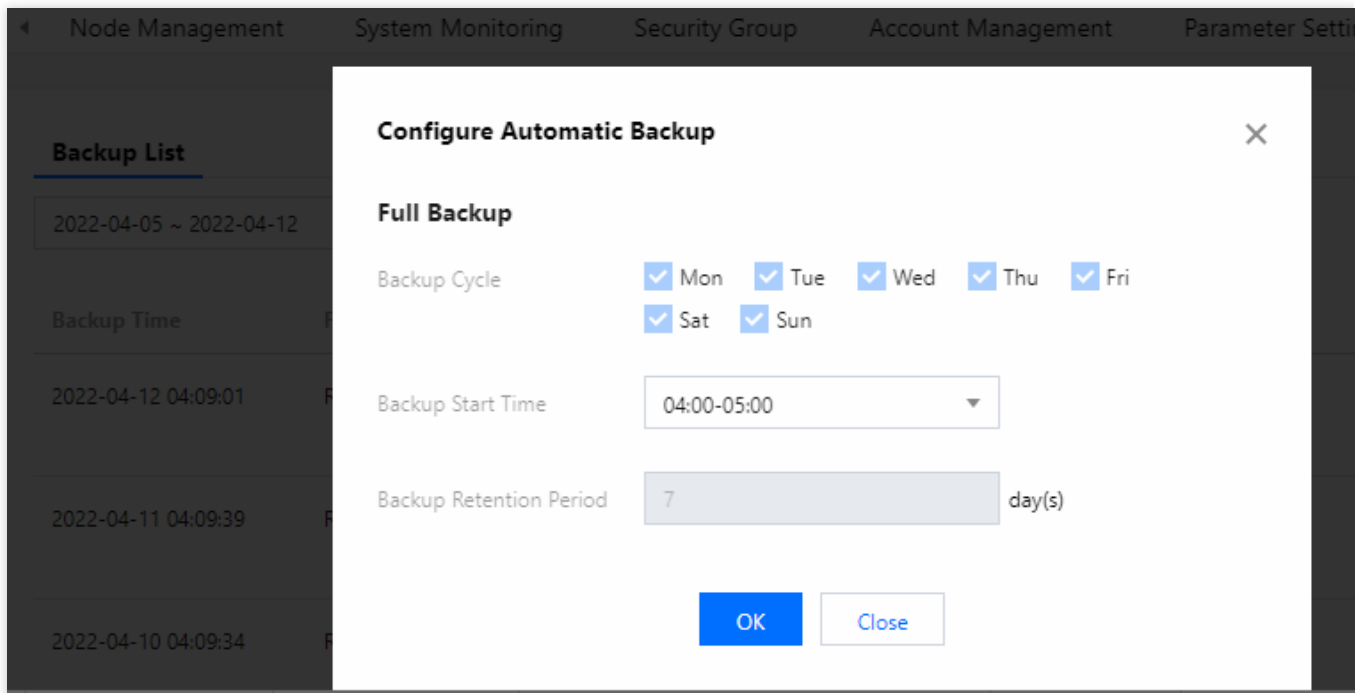 Node Management System Monitoring Security Group Account Management Parameter Setti
Configure Automatic Backup
Backup List
Full Backup
2022-04-05 ~ 2022-04-12
Backup Cycle Mon Tue Wed Thu Fri
Sat Sun
Backup Time
2022-04-12 04:09:01
Backup Start Time 04:00-05:00
Backup Retention Period 7 day(s)
2022-04-11 04:09:39
OK Close
2022-04-10 04:09:34